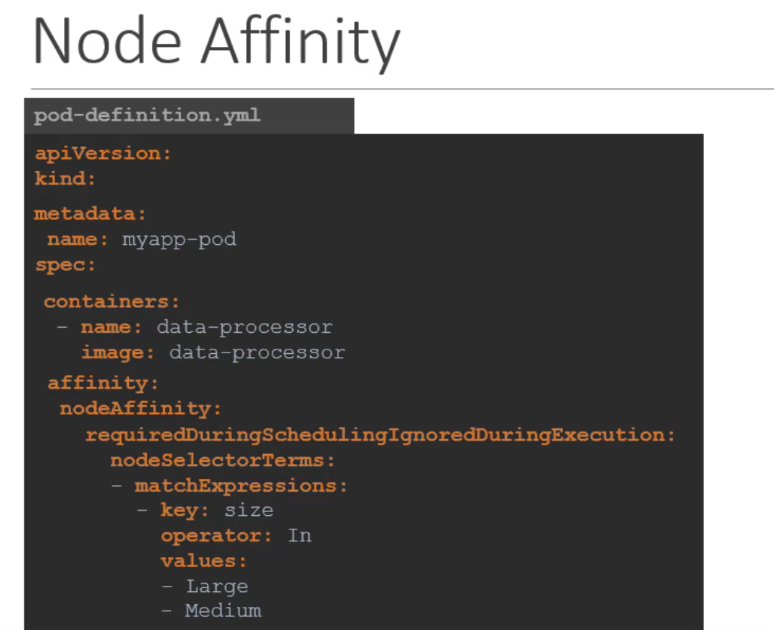 Node Affinity
pod-definition.yml
apiVersion:
kind:
metadata:
name: myapp-pod
spec:
containers:
- name: data-processor
image: data-processor
affinity:
nodeAffinity:
requiredDuringSchedulingIgnoredDuringExecution:
nodeSelectorTerms:
- matchExpressions:
- key: size
operator: In
values:
- Large
- Medium